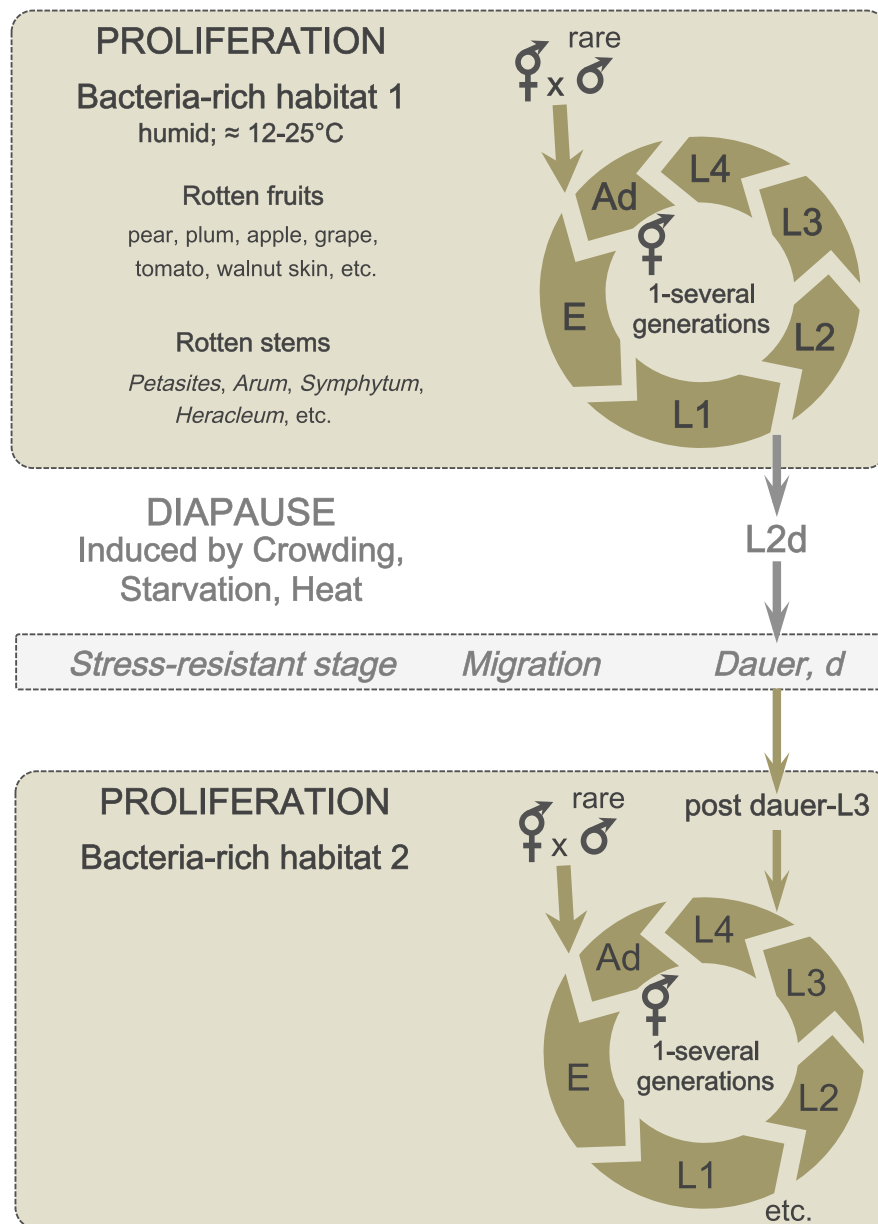 PROLIFERATION
Bacteria-rich habitat 1
humid; ≈ 12-25°C
Rotten fruits
pear, plum, apple, grape,
tomato, walnut skin, etc.
Rotten stems
Petasites, Arum, Symphytum,
Heracleum, etc.
rare
⚥ x ♂
Ad
L4
L3
L2
L1
E
⚥
1-several
generations
DIAPAUSE
Induced by Crowding,
Starvation, Heat
L2d
Stress-resistant stage Migration Dauer, d
PROLIFERATION
Bacteria-rich habitat 2
rare
⚥ x ♂
post dauer-L3
Ad
L4
L3
L2
L1
E
⚥
1-several
generations
etc.